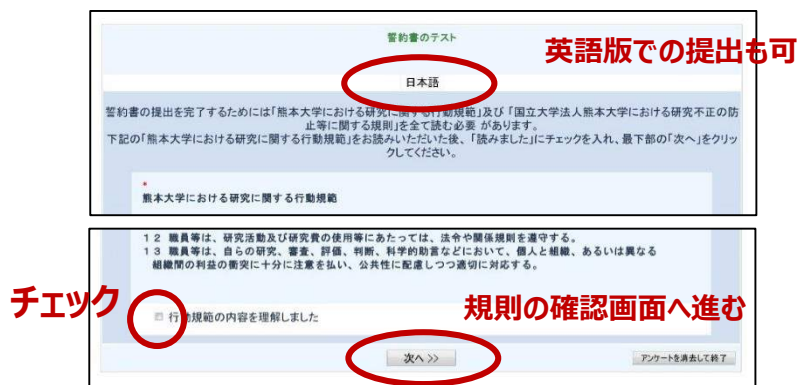 誓約書のテスト
英語版での提出も可
日本語
誓約書の提出を完了するためには「熊本大学における研究に関する行動規範」及び「国立大学法人熊本大学における研究不正の防
止等に関する規則」を全て読む必要 があります。
下記の「熊本大学における研究に関する行動規範」をお読みいただいた後、「読みました」にチェックを入れ、最下部の「次へ」をクリッ
クしてください。
*
熊本大学における研究に関する行動規範
12 職員等は、研究活動及び研究費の使用等にあたっては、法令や関係規則を遵守する。
13 職員等は、自らの研究、審査、評価、判断、科学的助言などにおいて、個人と組織、あるいは異なる
組織間の利益の衝突に十分に注意を払い、公共性に配慮しつつ適切に対応する。
チェック
規則の確認画面へ進む
行動規範の内容を理解しました
次へ >>
アンケートを消去して終了